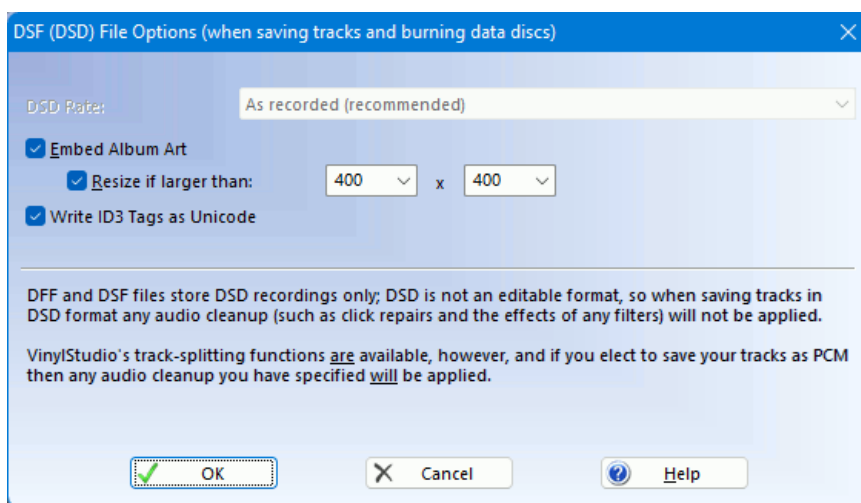 DSF (DSD) File Options (when saving tracks and burning data discs)
DSD Rate: As recorded (recommended)
Embed Album Art
Resize if larger than: 400 x 400
Write ID3 Tags as Unicode
DFF and DSF files store DSD recordings only; DSD is not an editable format, so when saving tracks in
DSD format any audio cleanup (such as click repairs and the effects of any filters) will not be applied.
VinylStudio's track-splitting functions are available, however, and if you elect to save your tracks as PCM
then any audio cleanup you have specified will be applied.
OK Cancel Help